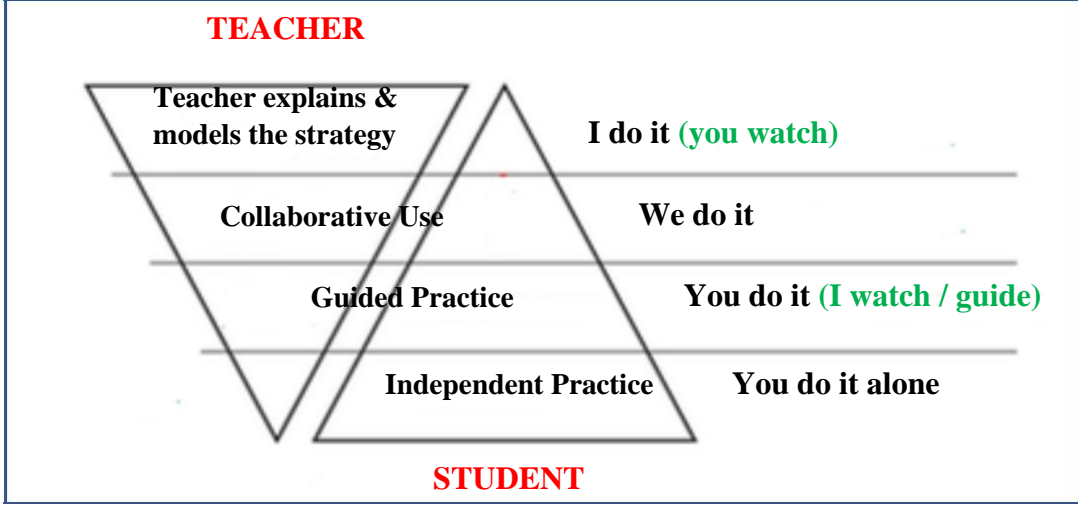 TEACHER
Teacher explains &
models the strategy
I do it (you watch)
Collaborative Use
We do it
Guided Practice
You do it (I watch / guide)
Independent Practice
You do it alone
STUDENT